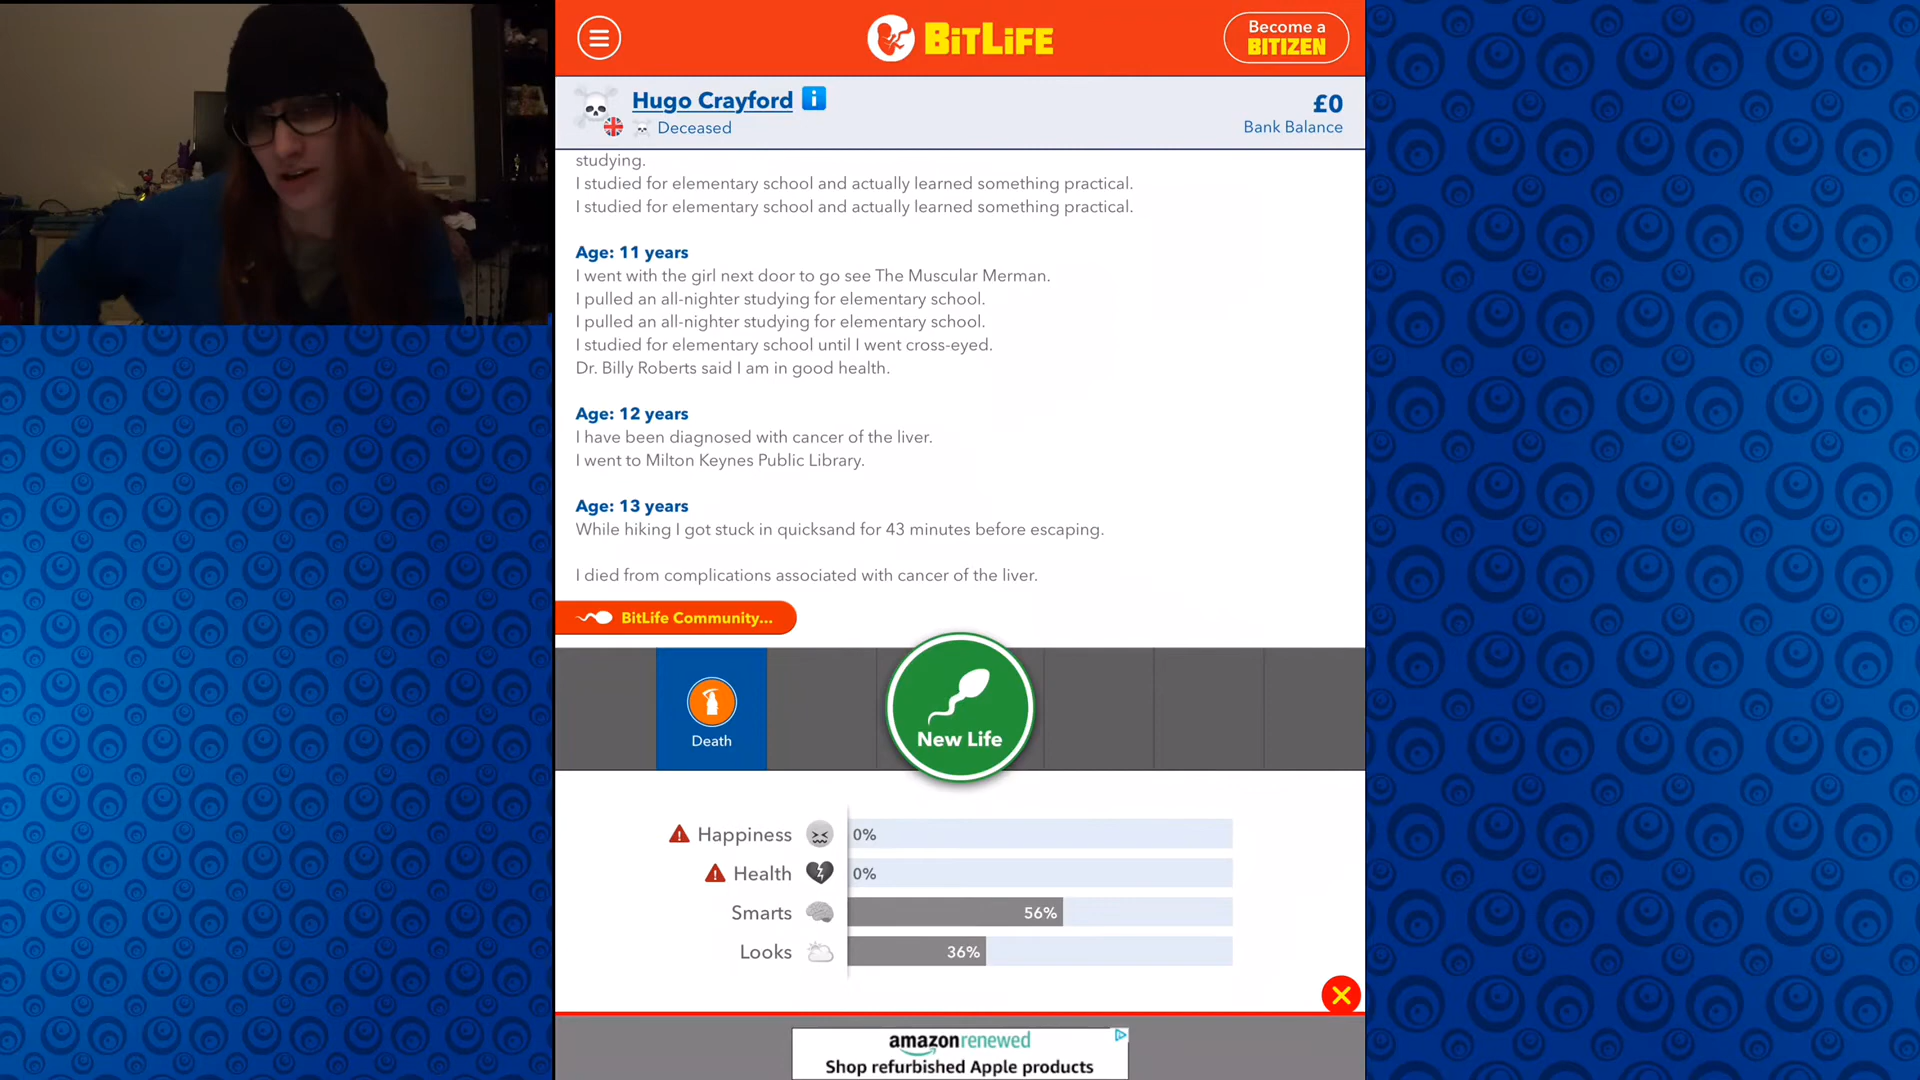 BiTLiFE
Become a
BITIZEN
Hugo Crayford
Deceased
£0
Bank Balance
studying.
I studied for elementary school and actually learned something practical.
I studied for elementary school and actually learned something practical.
Age: 11 years
I went with the girl next door to go see The Muscular Merman.
I pulled an all-nighter studying for elementary school.
I pulled an all-nighter studying for elementary school.
I studied for elementary school until I went cross-eyed.
Dr. Billy Roberts said I am in good health.
Age: 12 years
I have been diagnosed with cancer of the liver.
I went to Milton Keynes Public Library.
Age: 13 years
While hiking I got stuck in quicksand for 43 minutes before escaping.
I died from complications associated with cancer of the liver.
BitLife Community...
Death
New Life
Happiness 0%
Health 0%
Smarts 56%
Looks 36%
amazonrenewed
Shop refurbished Apple products